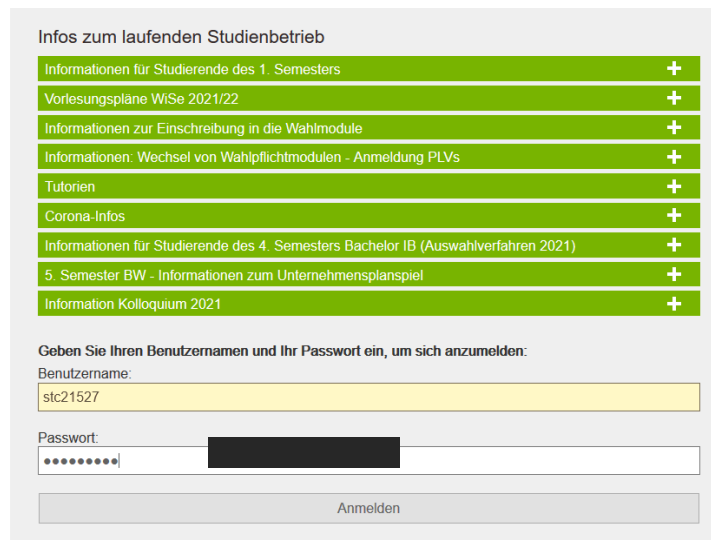 Infos zum laufenden Studienbetrieb
Informationen für Studierende des 1. Semesters
Vorlesungspläne WiSe 2021/22
Informationen zur Einschreibung in die Wahlmodule
Informationen: Wechsel von Wahlpflichtmodulen - Anmeldung PLVs
Tutorien
Corona-Infos
Informationen für Studierende des 4. Semesters Bachelor IB (Auswahlverfahren 2021)
5. Semester BW - Informationen zum Unternehmensplanspiel
Information Kolloquium 2021
Geben Sie Ihren Benutzernamen und Ihr Passwort ein, um sich anzumelden:
Benutzername:
stc21527
Passwort:
Anmelden